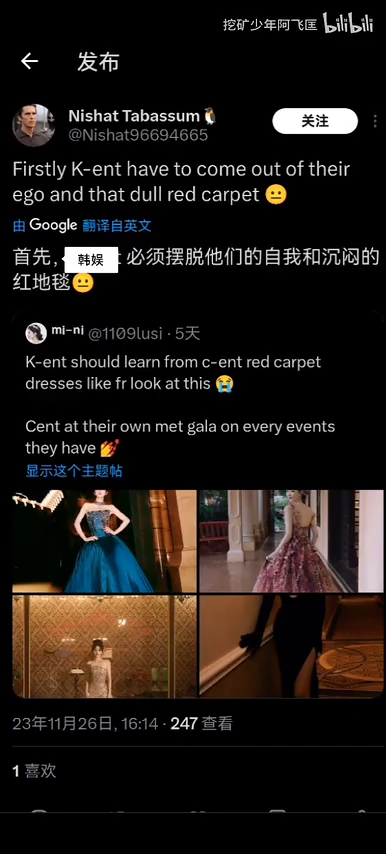 挖矿少年阿飞匡 bilibili
发布
Nishat Tabassum🐧
关注
@Nishat96694665
Firstly K-ent have to come out of their
ego and that dull red carpet 😐
由 Google 翻译自英文
首先, 韩娱 t 必须摆脱他们的自我和沉闷的
红地毯😐
mi-ni @1109lusi · 5天
K-ent should learn from c-ent red carpet
dresses like fr look at this 😭
Cent at their own met gala on every events
they have 💅
显示这个主题帖
23年11月26日, 16:14 · 247 查看
1 喜欢